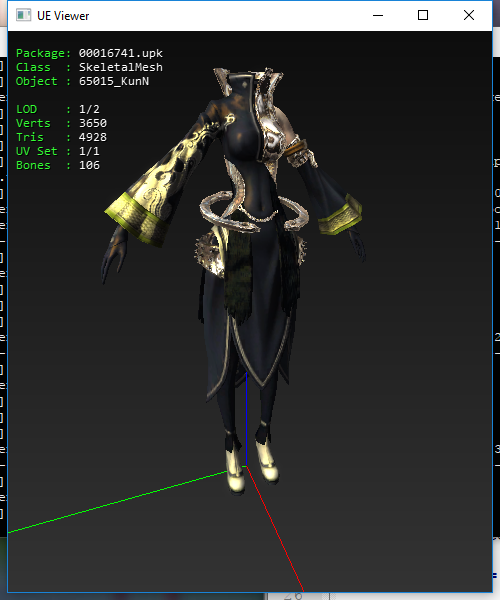 UE Viewer
Package: 00016741.upk
Class : SkeletalMesh
Object : 65015_KunN
LOD : 1/2
Verts : 3650
Tris : 4928
UV Set : 1/1
Bones : 106